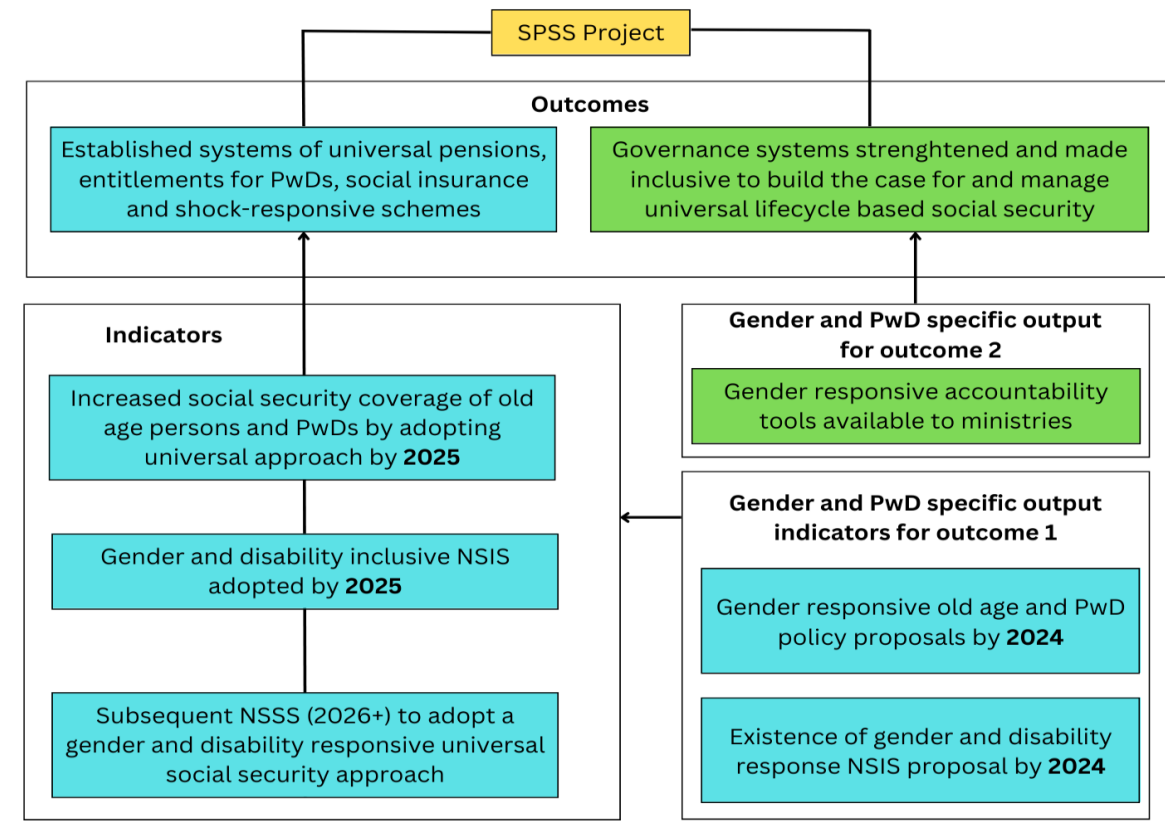 SPSS Project
Outcomes
Established systems of universal pensions,
entitlements for PwDs, social insurance
and shock-responsive schemes
Governance systems strenghtened and made
inclusive to build the case for and manage
universal lifecycle based social security
Indicators
Increased social security coverage of old
age persons and PwDs by adopting
universal approach by 2025
Gender and disability inclusive NSIS
adopted by 2025
Subsequent NSSS (2026+) to adopt a
gender and disability responsive universal
social security approach
Gender and PwD specific output
for outcome 2
Gender responsive accountability
tools available to ministries
Gender and PwD specific output
indicators for outcome 1
Gender responsive old age and PwD
policy proposals by 2024
Existence of gender and disability
response NSIS proposal by 2024